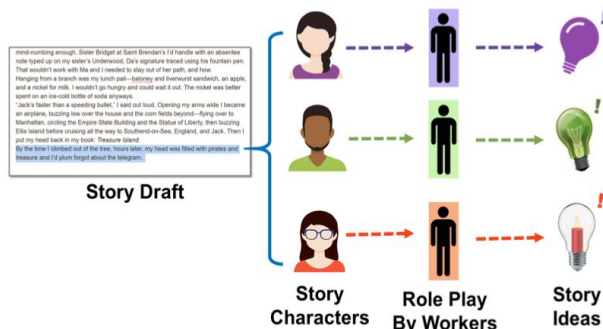 mind-numbing enough. Sister Bridget at Saint Brendan's I'd handle with an absentee
note typed up on my sister's Underwood, Da's signature traced using his fountain pen.
That wouldn't work with Ma and I needed to stay out of her path, and how.
Hanging from a branch was my lunch pail—baloney and liverwurst sandwich, an apple,
and a nickel for milk. I wouldn't go hungry and could wait it out. The nickel was better
spent on an ice-cold bottle of soda anyways.
"Jack's faster than a speeding bullet," I said out loud. Opening my arms wide I became
an airplane, buzzing low over the house and the corn fields beyond—flying over to
Manhattan, circling the Empire State Building and the Statue of Liberty, then buzzing
Ellis Island before cruising all the way to Southend-on-Sea, England, and Jack. Then I
put my head back in my book: Treasure Island.
By the time I climbed out of the tree, hours later, my head was filled with pirates and
treasure and I'd plum forgot about the telegram.
Story Draft
Story
Characters
Role Play
By Workers
Story
Ideas